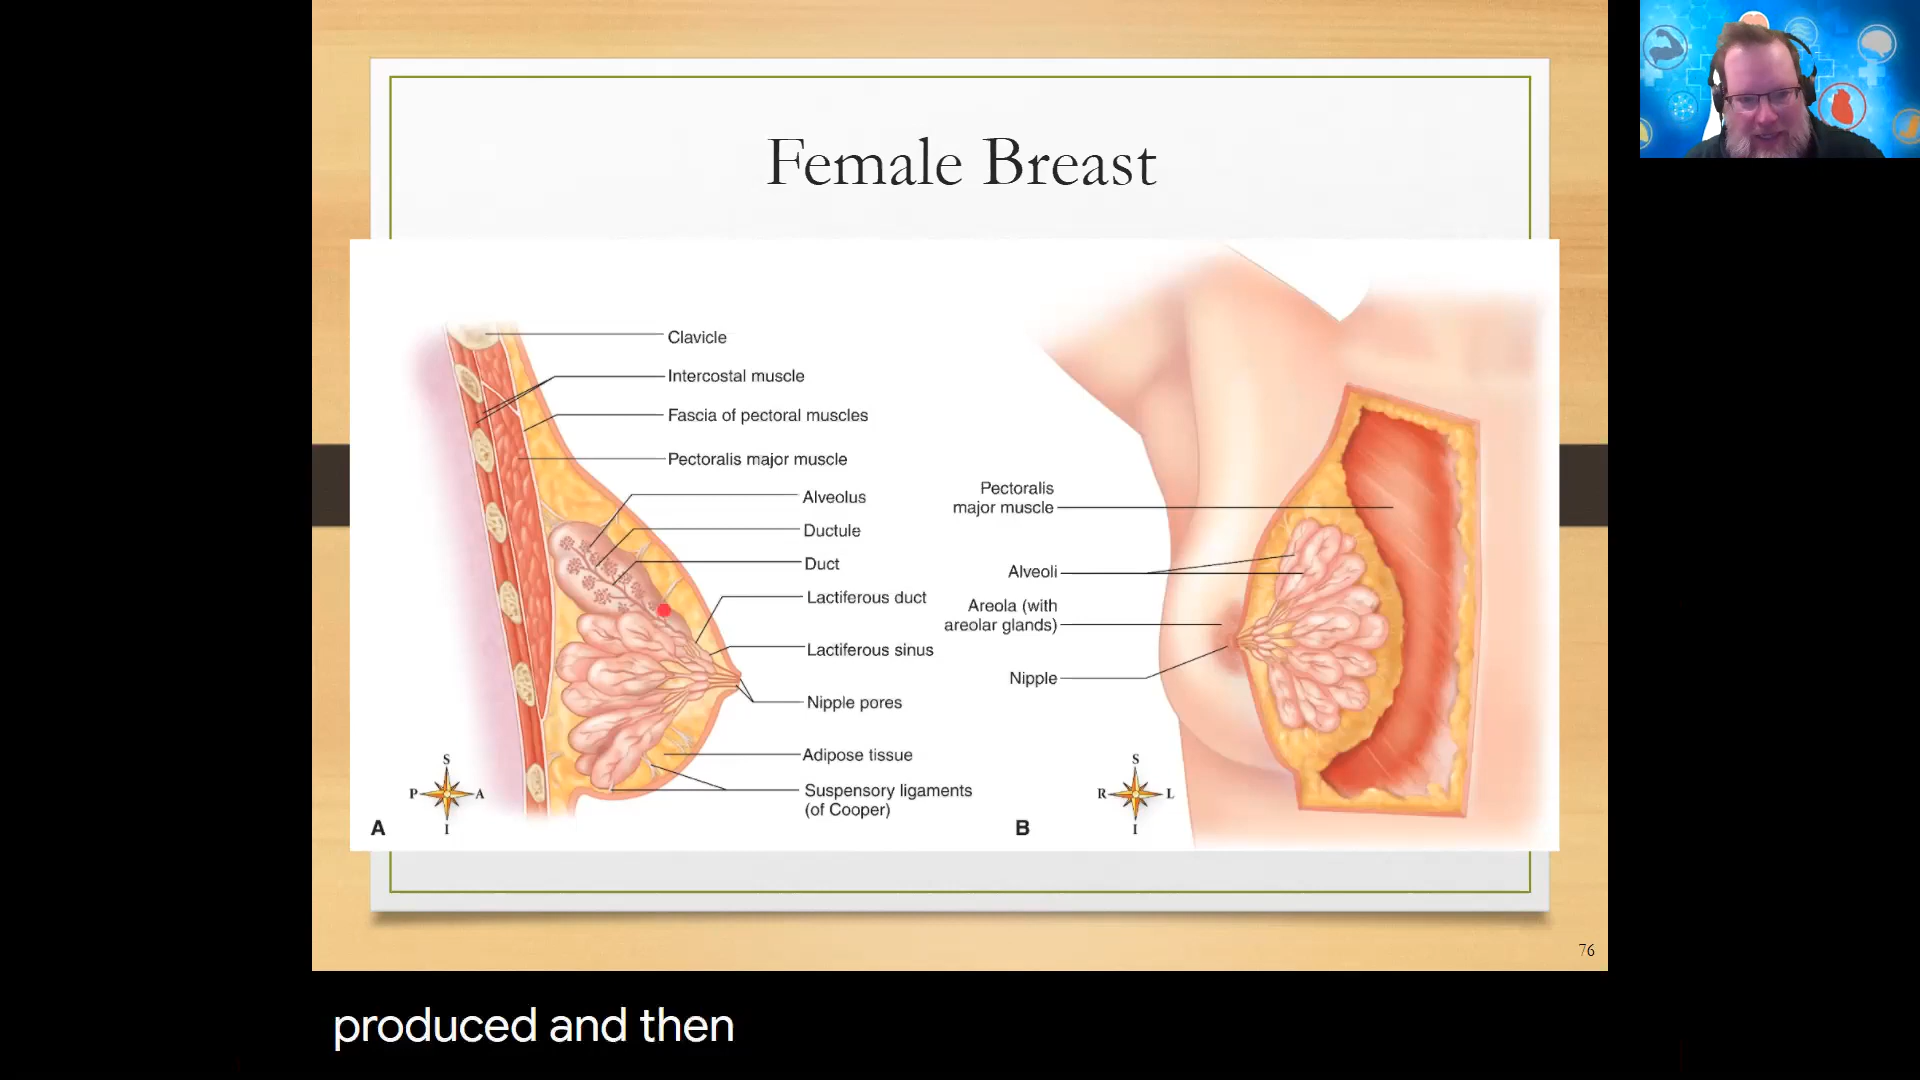 Female Breast
Clavicle
Intercostal muscle
Fascia of pectoral muscles
Pectoralis major muscle
Alveolus
Ductule
Duct
Lactiferous duct
Lactiferous sinus
Nipple pores
Adipose tissue
Suspensory ligaments
(of Cooper)
S
P A
I
A
Pectoralis
major muscle
Alveoli
Areola (with
areolar glands)
Nipple
S
R L
I
B
76
produced and then